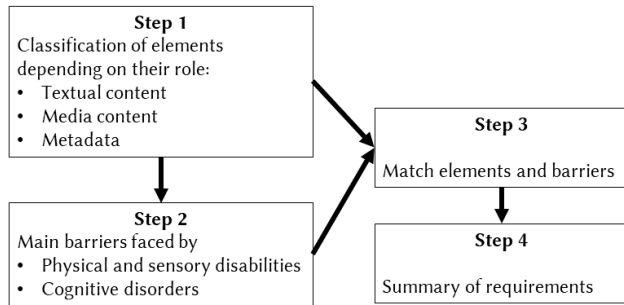 Step 1
Classification of elements
depending on their role:
• Textual content
• Media content
• Metadata
Step 2
Main barriers faced by
• Physical and sensory disabilities
• Cognitive disorders
Step 3
Match elements and barriers
Step 4
Summary of requirements